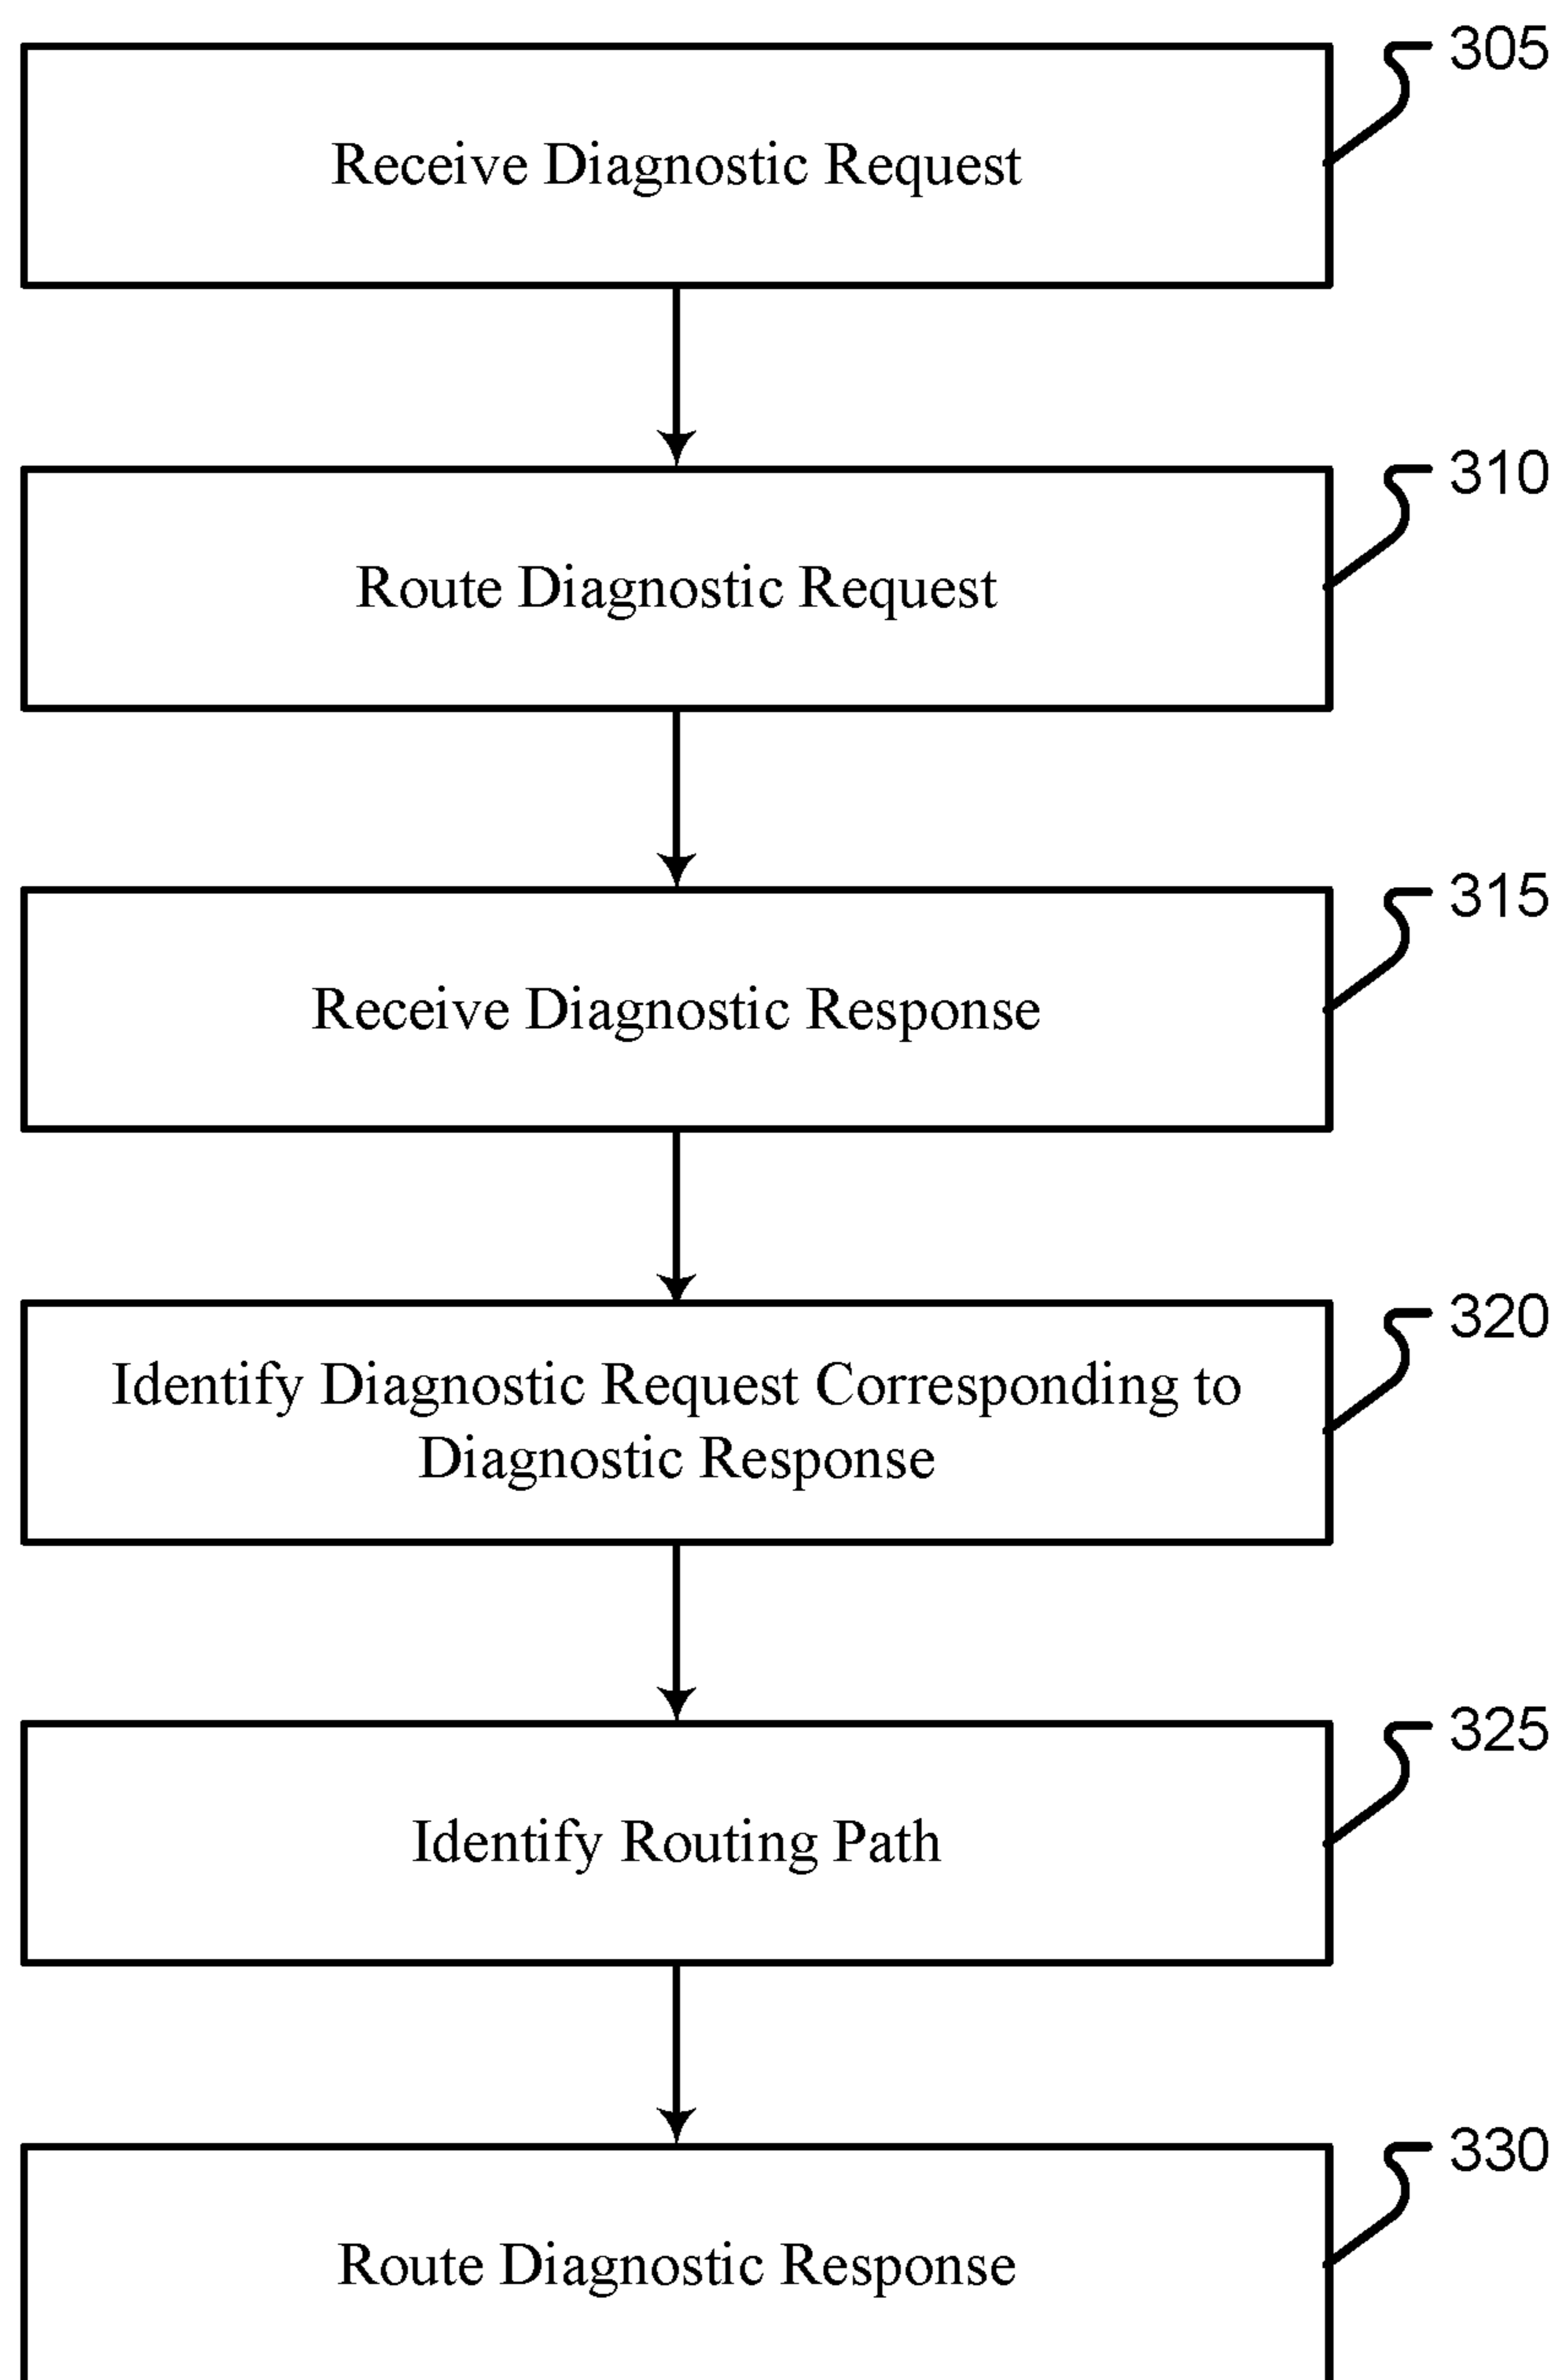 305
Receive Diagnostic Request
310
Route Diagnostic Request
315
Receive Diagnostic Response
320
Identify Diagnostic Request Corresponding to
Diagnostic Response
325
Identify Routing Path
330
Route Diagnostic Response